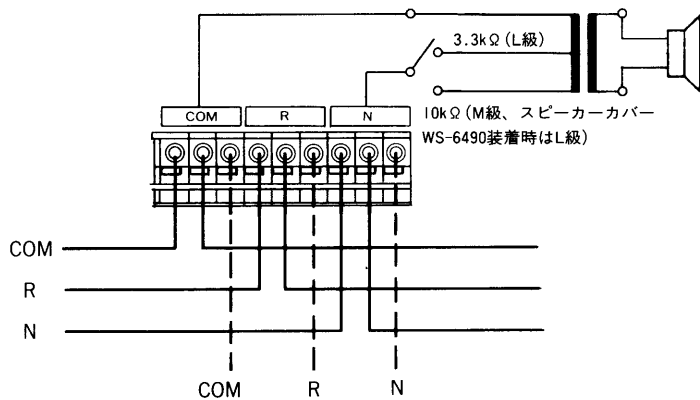 3.3kΩ (L級)
COM R N
10kΩ (M級、スピーカーカバー
WS-6490装着時はL級)
COM
R
N
COM R N